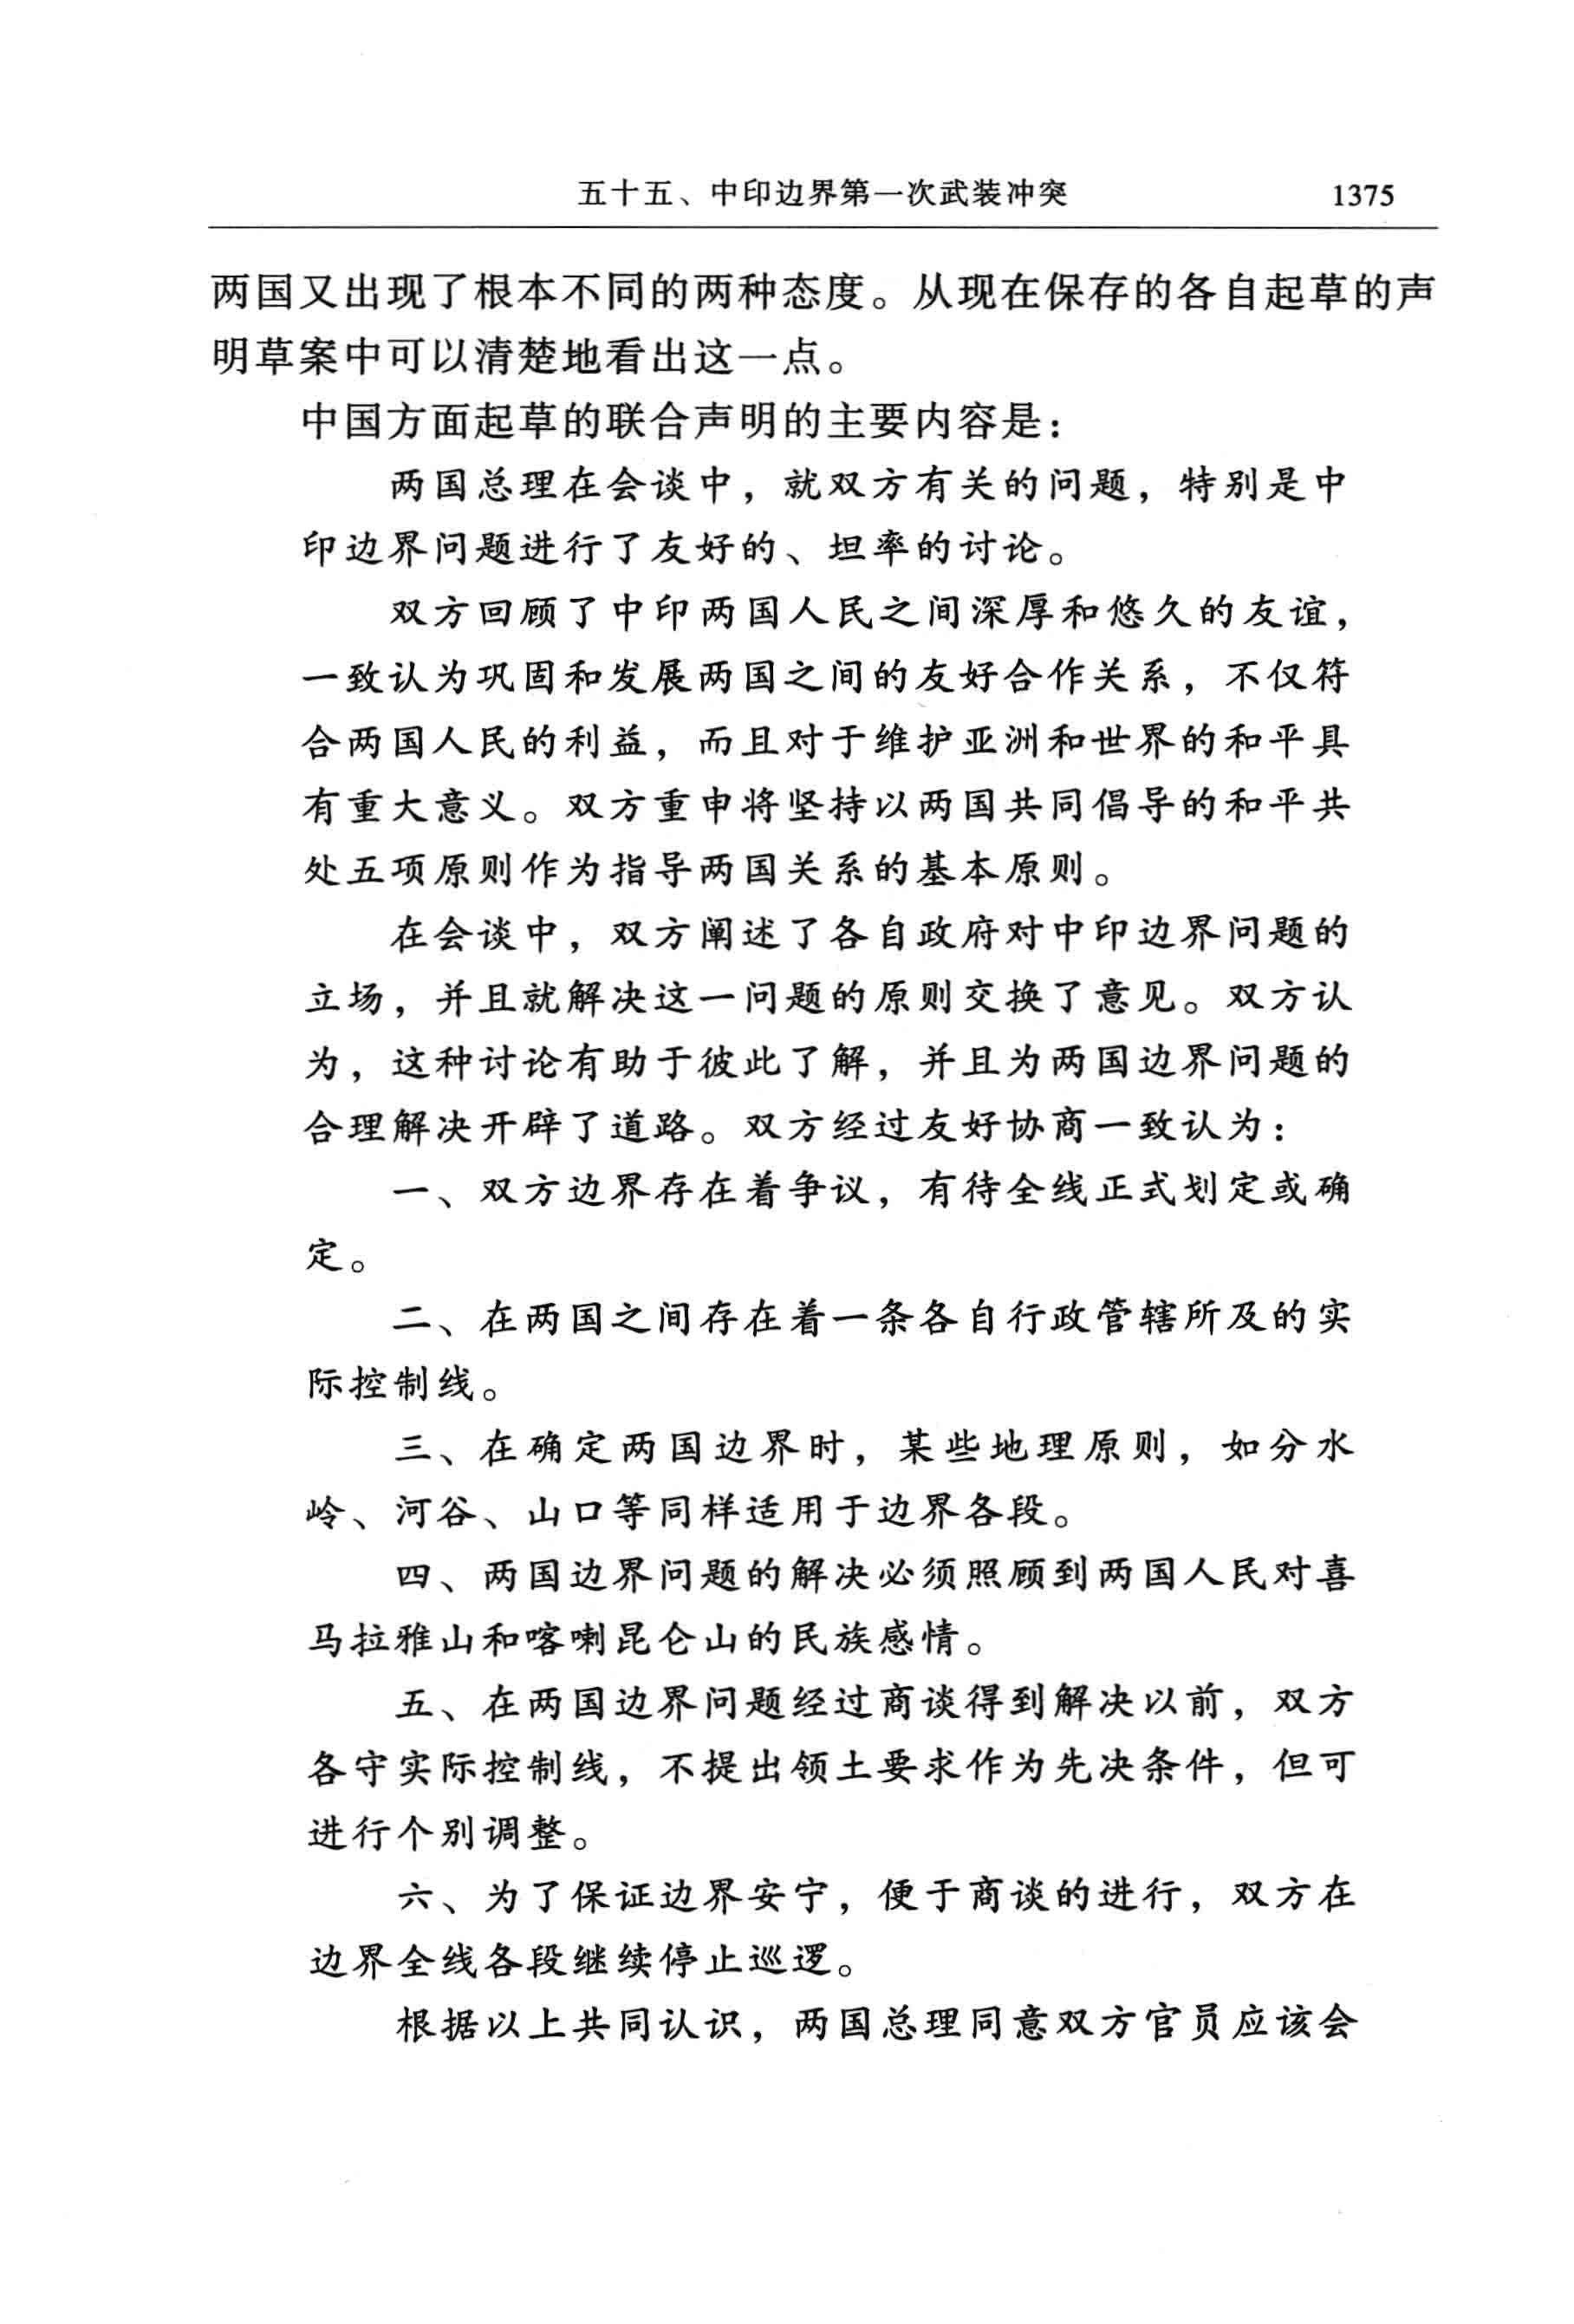 五十五、中印边界第一次武装冲突 1375
两国又出现了根本不同的两种态度。从现在保存的各自起草的声
明草案中可以清楚地看出这一点。
中国方面起草的联合声明的主要内容是：
两国总理在会谈中，就双方有关的问题，特别是中
印边界问题进行了友好的、坦率的讨论。
双方回顾了中印两国人民之间深厚和悠久的友谊，
一致认为巩固和发展两国之间的友好合作关系，不仅符
合两国人民的利益，而且对于维护亚洲和世界的和平具
有重大意义。双方重申将坚持以两国共同倡导的和平共
处五项原则作为指导两国关系的基本原则。
在会谈中，双方阐述了各自政府对中印边界问题的
立场，并且就解决这一问题的原则交换了意见。双方认
为，这种讨论有助于彼此了解，并且为两国边界问题的
合理解决开辟了道路。双方经过友好协商一致认为：
一、双方边界存在着争议，有待全线正式划定或确
定。
二、在两国之间存在着一条各自行政管辖所及的实
际控制线。
三、在确定两国边界时，某些地理原则，如分水
岭、河谷、山口等同样适用于边界各段。
四、两国边界问题的解决必须照顾到两国人民对喜
马拉雅山和喀喇昆仑山的民族感情。
五、在两国边界问题经过商谈得到解决以前，双方
各守实际控制线，不提出领土要求作为先决条件，但可
进行个别调整。
六、为了保证边界安宁，便于商谈的进行，双方在
边界全线各段继续停止巡逻。
根据以上共同认识，两国总理同意双方官员应该会